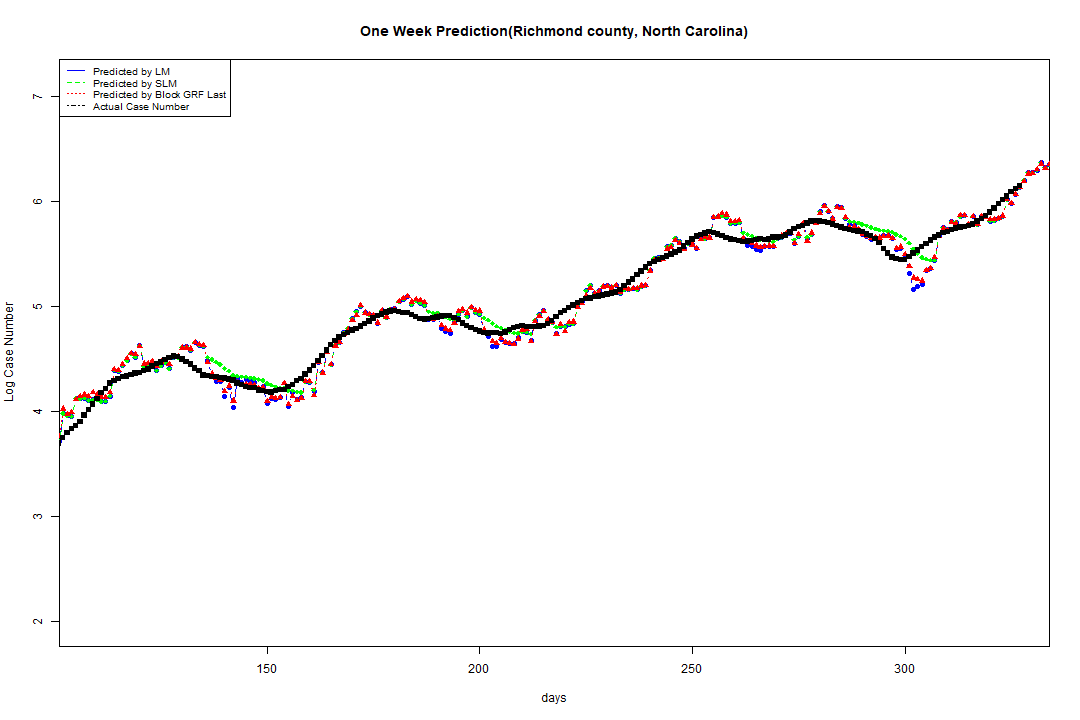 One Week Prediction(Richmond county, North Carolina)
Predicted by LM
Predicted by SLM
Predicted by Block GRF Last
Actual Case Number
7
6
5
4
3
2
Log Case Number
150
200
250
300
days